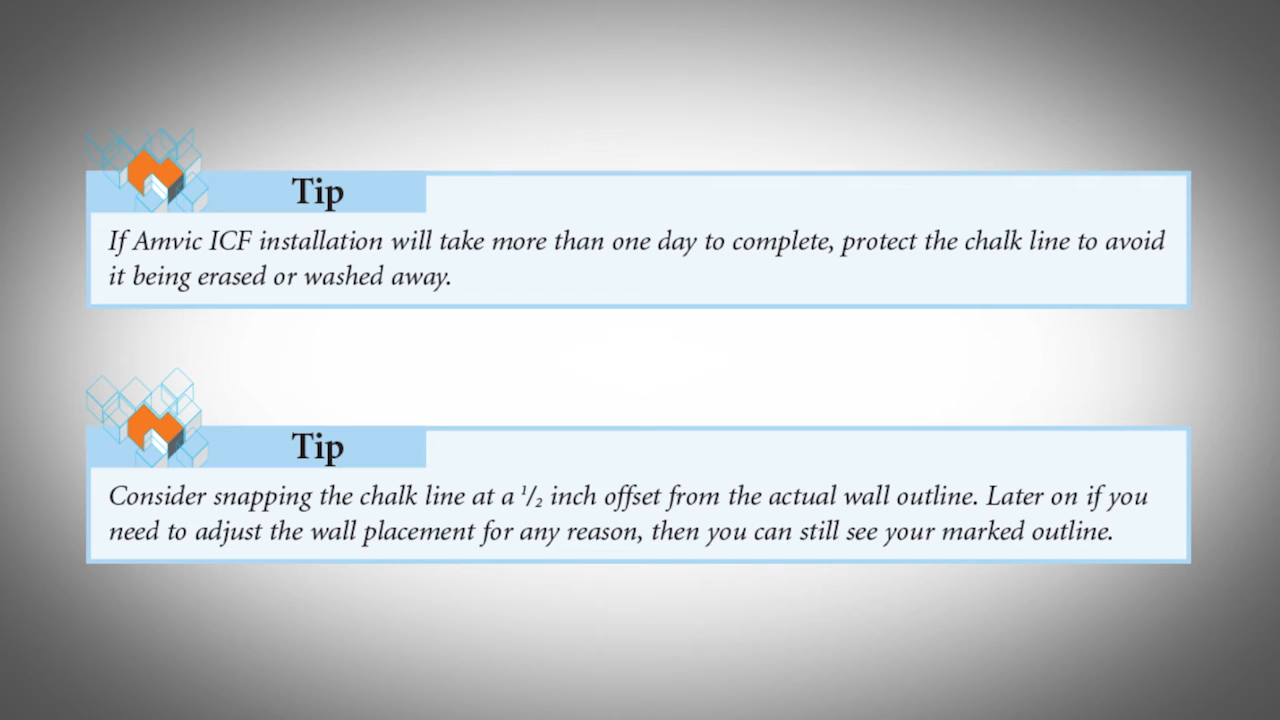 Tip
If Amvic ICF installation will take more than one day to complete, protect the chalk line to avoid
it being erased or washed away.
Tip
Consider snapping the chalk line at a 1/2 inch offset from the actual wall outline. Later on if you
need to adjust the wall placement for any reason, then you can still see your marked outline.